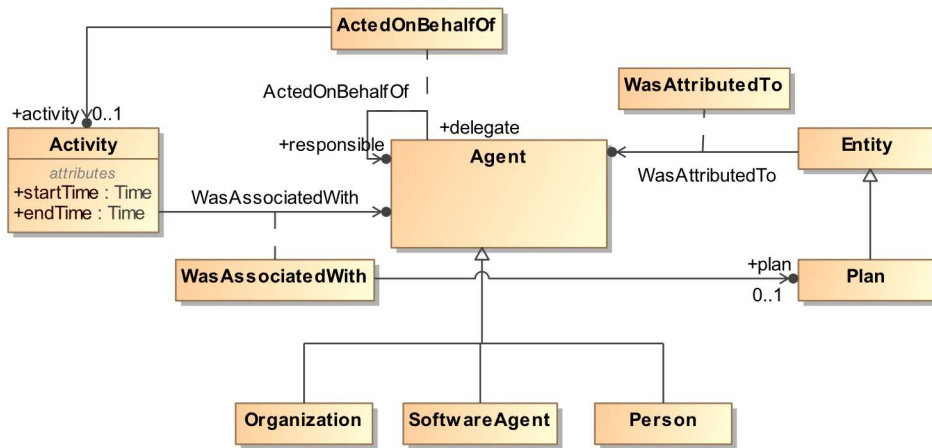 ActedOnBehalfOf
WasAttributedTo
ActedOnBehalfOf
+activity 0..1
+delegate
+responsible
Activity
attributes
+startTime : Time
+endTime : Time
Agent
Entity
WasAttributedTo
WasAssociatedWith
WasAssociatedWith
+plan
0..1
Plan
Organization
SoftwareAgent
Person